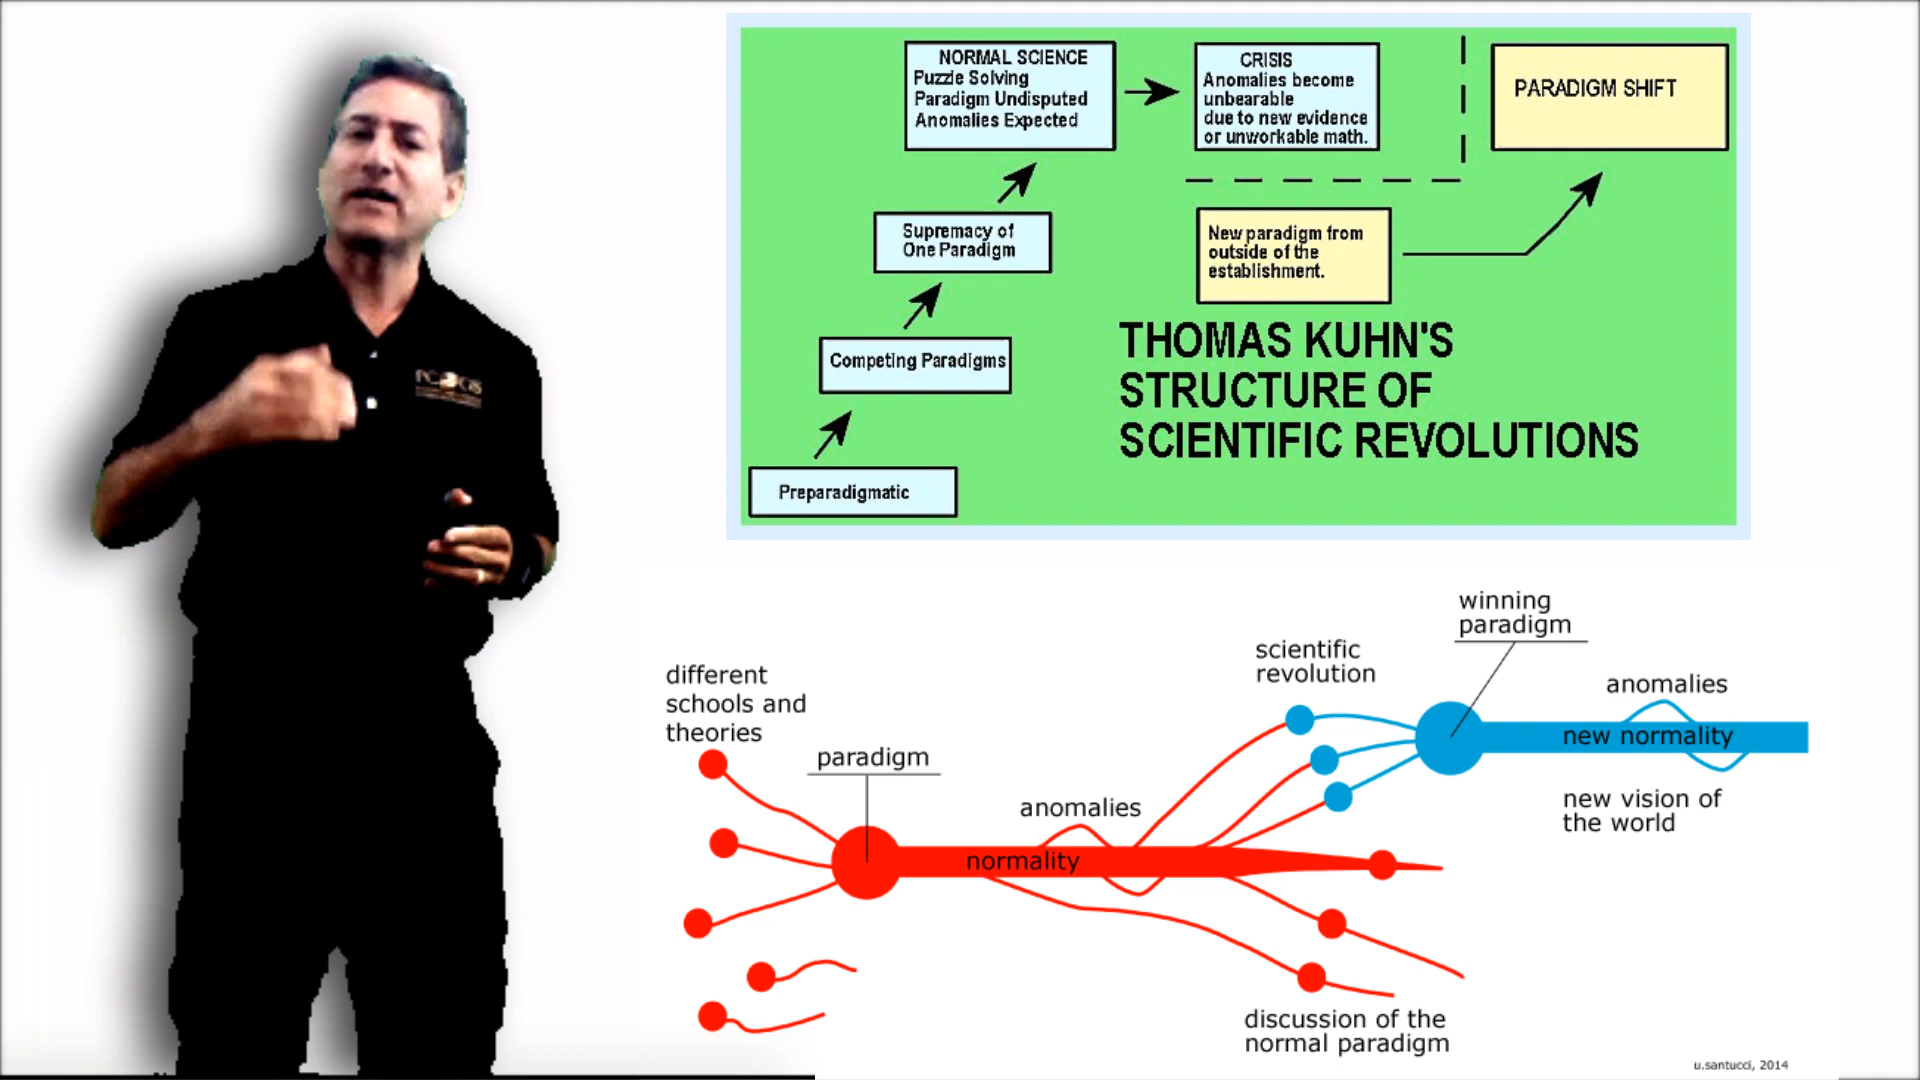 NORMAL SCIENCE
Puzzle Solving
Paradigm Undisputed
Anomalies Expected
CRISIS
Anomalies become
unbearable
due to new evidence
or unworkable math.
PARADIGM SHIFT
Supremacy of
One Paradigm
New paradigm from
outside of the
establishment.
Competing Paradigms
THOMAS KUHN'S
STRUCTURE OF
SCIENTIFIC REVOLUTIONS
Preparadigmatic
different
schools and
theories
paradigm
anomalies
normality
scientific
revolution
winning
paradigm
anomalies
new normality
new vision of
the world
discussion of the
normal paradigm
u.santucci, 2014